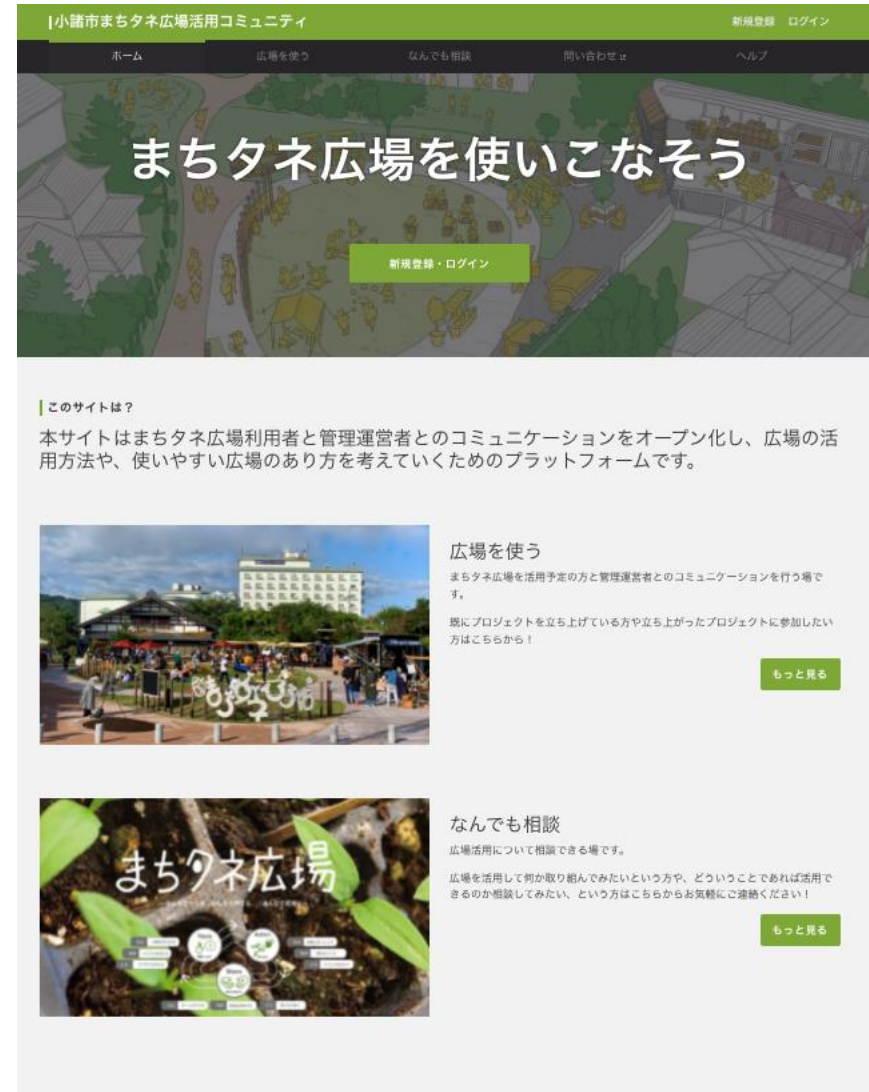 小諸市まちタネ広場活用コミュニティ
新規登録 ログイン
ホーム 広場を使う なんでも相談 問い合わせ ヘルプ
まちタネ広場を使いこなそう
新規登録・ログイン
このサイトは？
本サイトはまちタネ広場利用者と管理運営者とのコミュニケーションをオープン化し、広場の活
用方法や、使いやすい広場のあり方を考えていくためのプラットフォームです。
広場を使う
まちタネ広場を活用予定の方と管理運営者とのコミュニケーションを行う場で
す。
既にプロジェクトを立ち上げている方や立ち上がったプロジェクトに参加したい
方はこちらから！
もっと見る
まちタネ広場
なんでも相談
広場活用について相談できる場です。
広場を活用して何か取り組んでみたいという方や、どういうことであれば活用で
きるのか相談してみたい、という方はこちらからお気軽にご連絡ください！
もっと見る